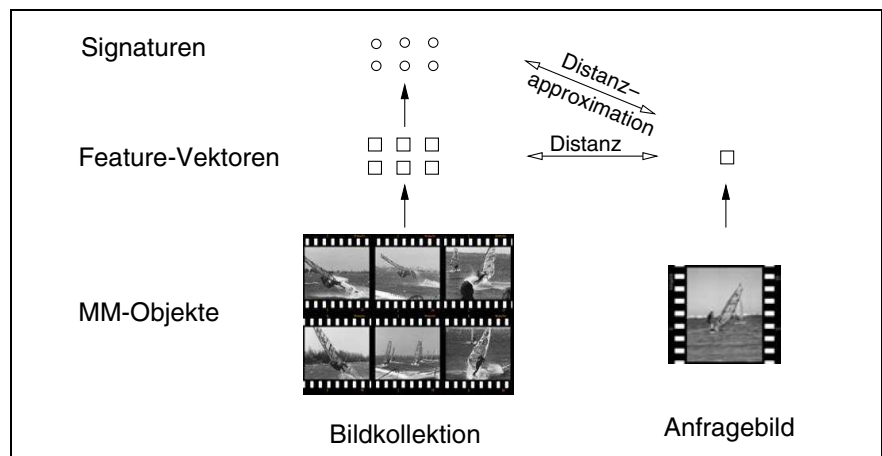 Signaturen
Distanz–
approximation
Feature-Vektoren
Distanz
MM-Objekte
Bildkollektion
Anfragebild